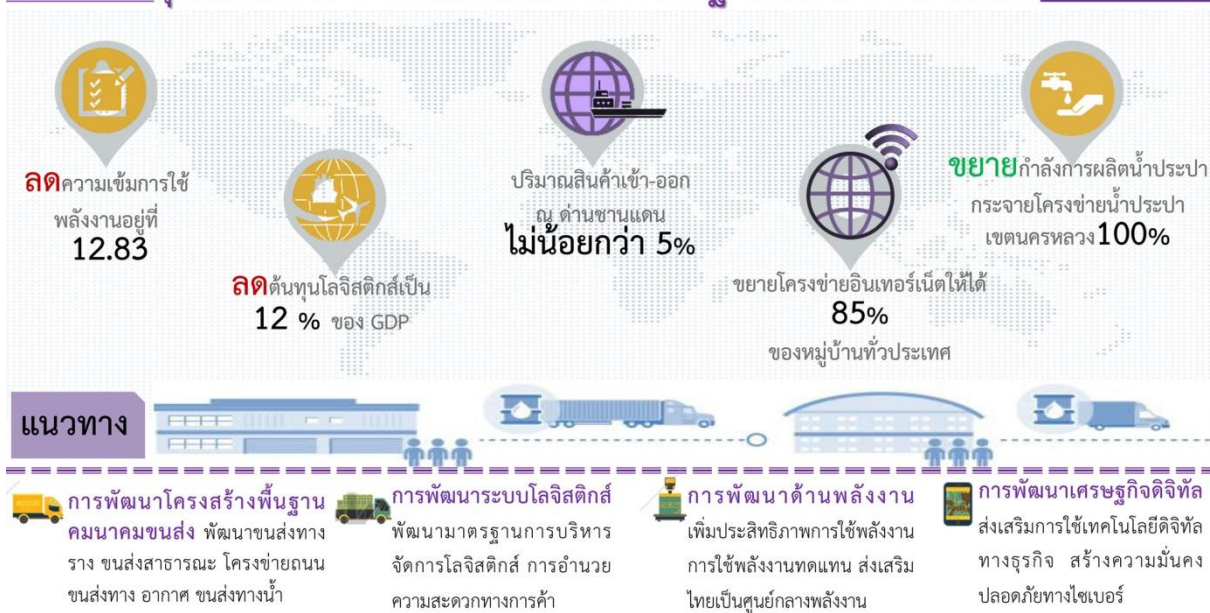 ลดความเข้มการใช้
พลังงานอยู่ที่
12.83
ลดต้นทุนโลจิสติกส์เป็น
12 % ของ GDP
ปริมาณสินค้าเข้า-ออก
ณ ด่านชานแดน
ไม่น้อยกว่า 5%
ขยายโครงข่ายอินเทอร์เน็ตให้ได้
85%
ของหมู่บ้านทั่วประเทศ
ขยายกำลังการผลิตน้ำประปา
กระจายโครงข่ายน้ำประปา
เขตนครหลวง100%
แนวทาง
การพัฒนาโครงสร้างพื้นฐาน
คมนาคมขนส่ง พัฒนาขนส่งทาง
ราง ขนส่งสาธารณะ โครงข่ายถนน
ขนส่งทาง อากาศ ขนส่งทางน้ำ
การพัฒนาระบบโลจิสติกส์
พัฒนามาตรฐานการบริหาร
จัดการโลจิสติกส์ การอำนวย
ความสะดวกทางการค้า
การพัฒนาด้านพลังงาน
เพิ่มประสิทธิภาพการใช้พลังงาน
การใช้พลังงานทดแทน ส่งเสริม
ไทยเป็นศูนย์กลางพลังงาน
การพัฒนาเศรษฐกิจดิจิทัล
ส่งเสริมการใช้เทคโนโลยีดิจิทัล
ทางธุรกิจ สร้างความมั่นคง
ปลอดภัยทางไซเบอร์